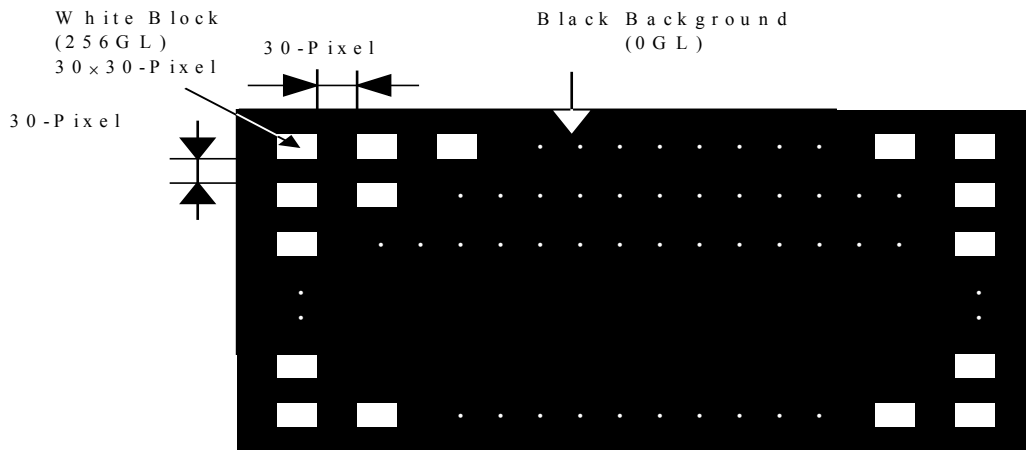 White Block
(256GL)
30×30-Pixel
30-Pixel
Black Background
(0GL)
30-Pixel